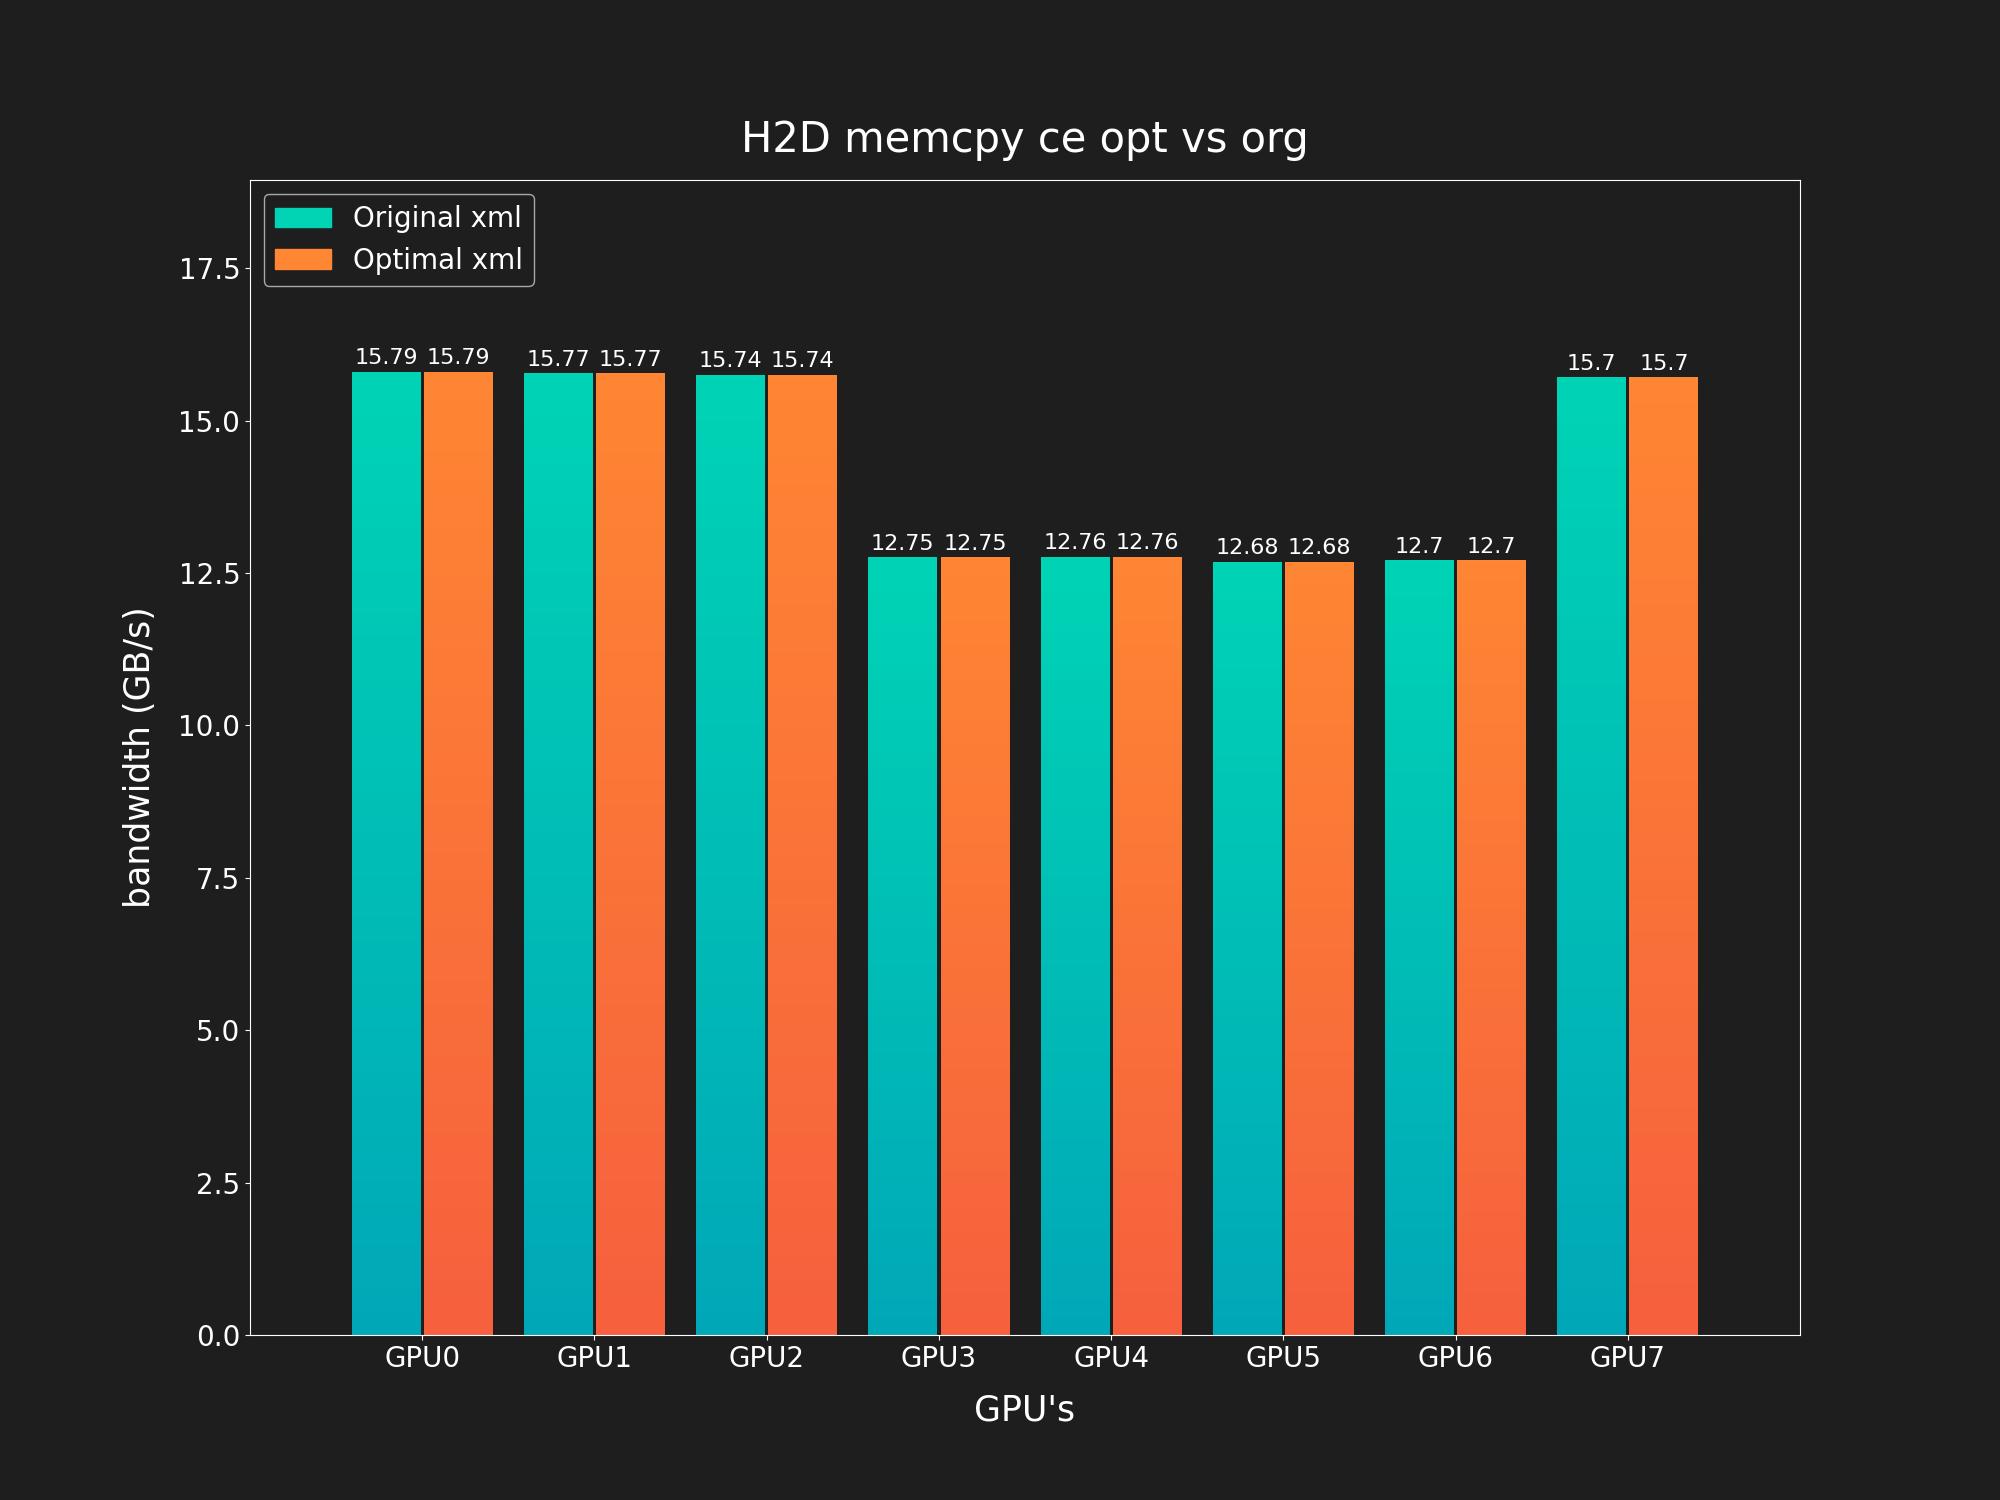 H2D memcpy ce opt vs org
Original xml
Optimal xml
17.5
15.0
12.5
10.0
7.5
5.0
2.5
0.0
bandwidth (GB/s)
15.79 15.79 15.77 15.77 15.74 15.74 12.75 12.75 12.76 12.76 12.68 12.68 12.7 12.7 15.7 15.7
GPU0 GPU1 GPU2 GPU3 GPU4 GPU5 GPU6 GPU7
GPU's